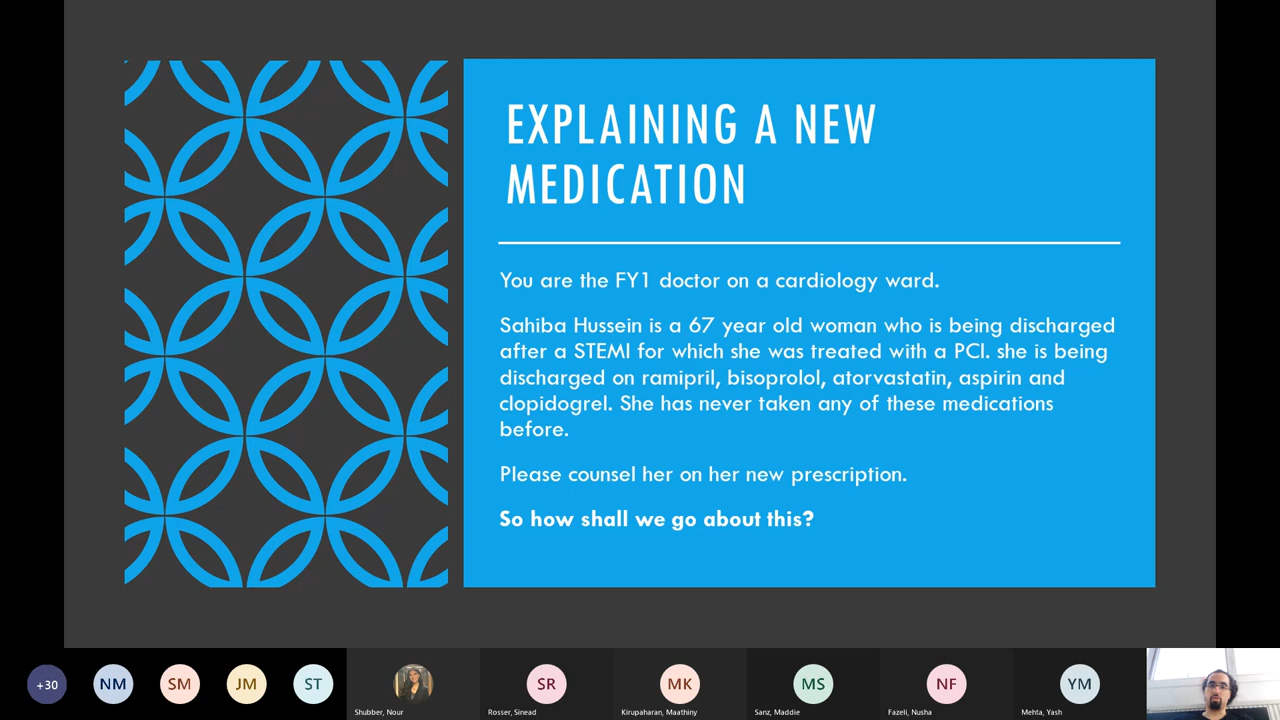 EXPLAINING A NEW
MEDICATION
You are the FY1 doctor on a cardiology ward.
Sahiba Hussein is a 67 year old woman who is being discharged
after a STEMI for which she was treated with a PCI. she is being
discharged on ramipril, bisoprolol, atorvastatin, aspirin and
clopidogrel. She has never taken any of these medications
before.
Please counsel her on her new prescription.
So how shall we go about this?
+30
NM
SM
JM
ST
SR
MK
MS
NF
YM
Shubber, Nour
Rosser, Sinead
Kirupaharan, Maathiny
Sanz, Maddie
Fazeli, Nusha
Mehta, Yash